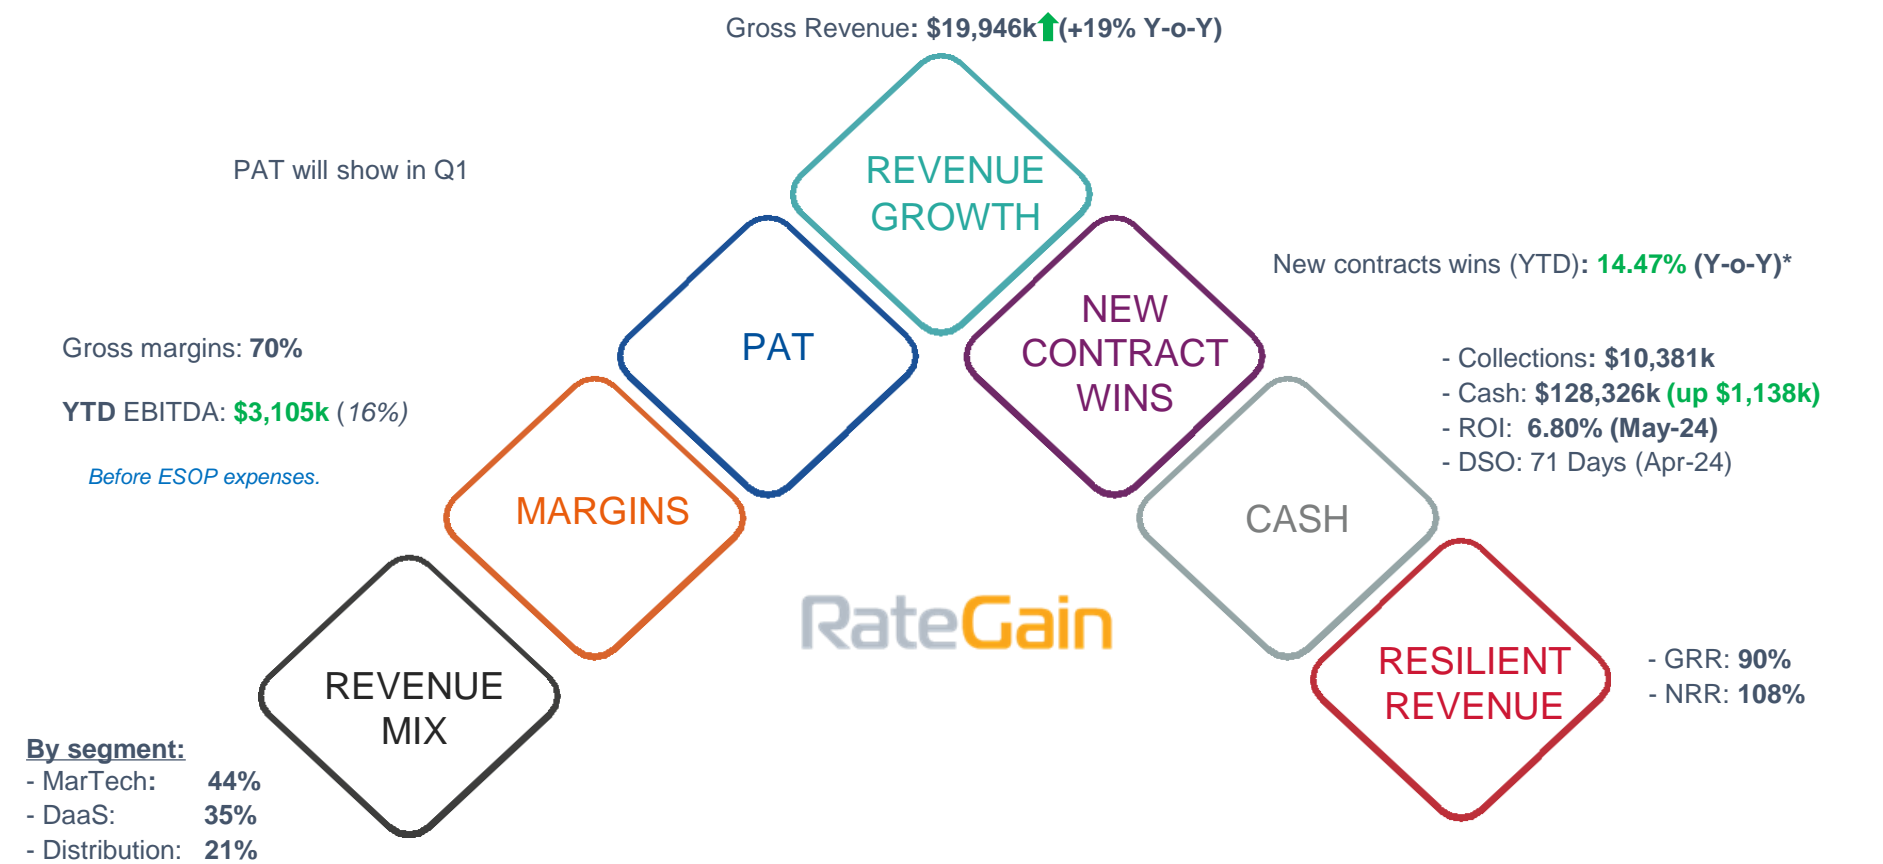 Gross Revenue: $19,946k (+19% Y-o-Y)
REVENUE
GROWTH
PAT will show in Q1
PAT
NEW
CONTRACT
WINS
New contracts wins (YTD): 14.47% (Y-o-Y)*
Gross margins: 70%
YTD EBITDA: $3,105k (16%)
Before ESOP expenses.
MARGINS
- Collections: $10,381k
- Cash: $128,326k (up $1,138k)
- ROI: 6.80% (May-24)
- DSO: 71 Days (Apr-24)
CASH
RateGain
REVENUE
MIX
By segment:
- MarTech: 44%
- DaaS: 35%
- Distribution: 21%
RESILIENT
REVENUE
- GRR: 90%
- NRR: 108%